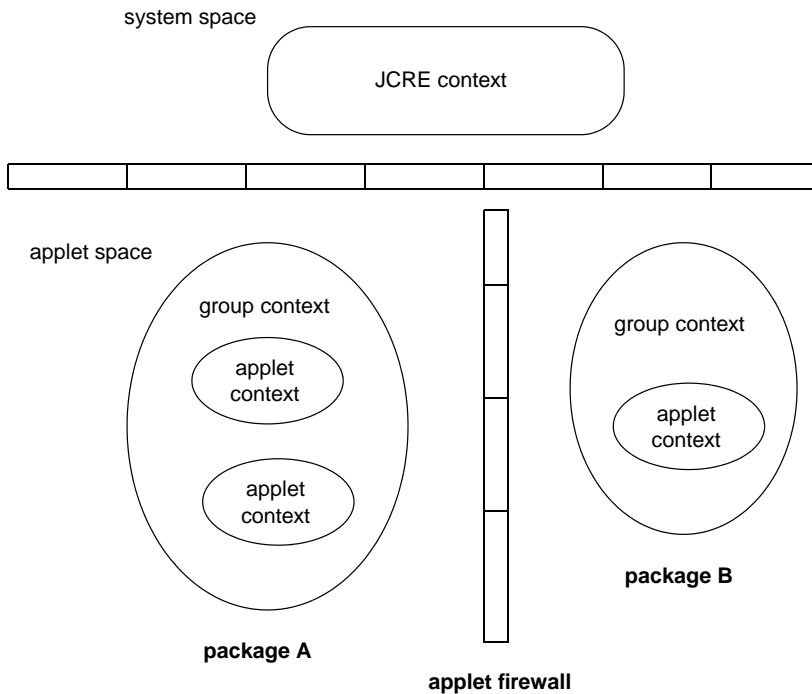 system space
JCRE context
applet space
group context
applet
context
applet
context
package A
group context
applet
context
package B
applet firewall